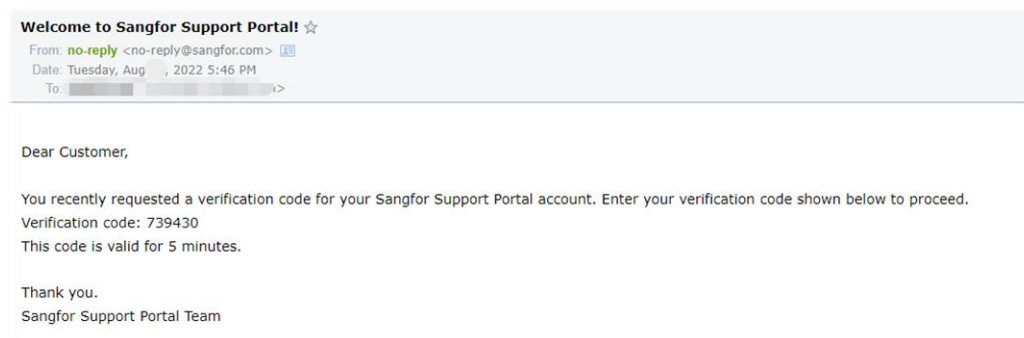 Welcome to Sangfor Support Portal!
From: no-reply <no-reply@sangfor.com>
Date: Tuesday, Aug , 2022 5:46 PM
To: >
Dear Customer,
You recently requested a verification code for your Sangfor Support Portal account. Enter your verification code shown below to proceed.
Verification code: 739430
This code is valid for 5 minutes.
Thank you.
Sangfor Support Portal Team